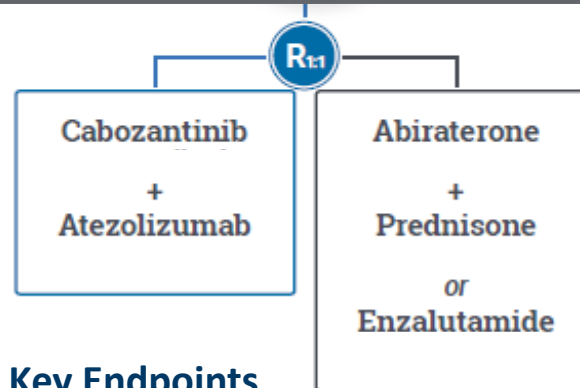 R1:1
Cabozantinib
+
Atezolizumab
Abiraterone
+
Prednisone
or
Enzalutamide
Key Endpoints